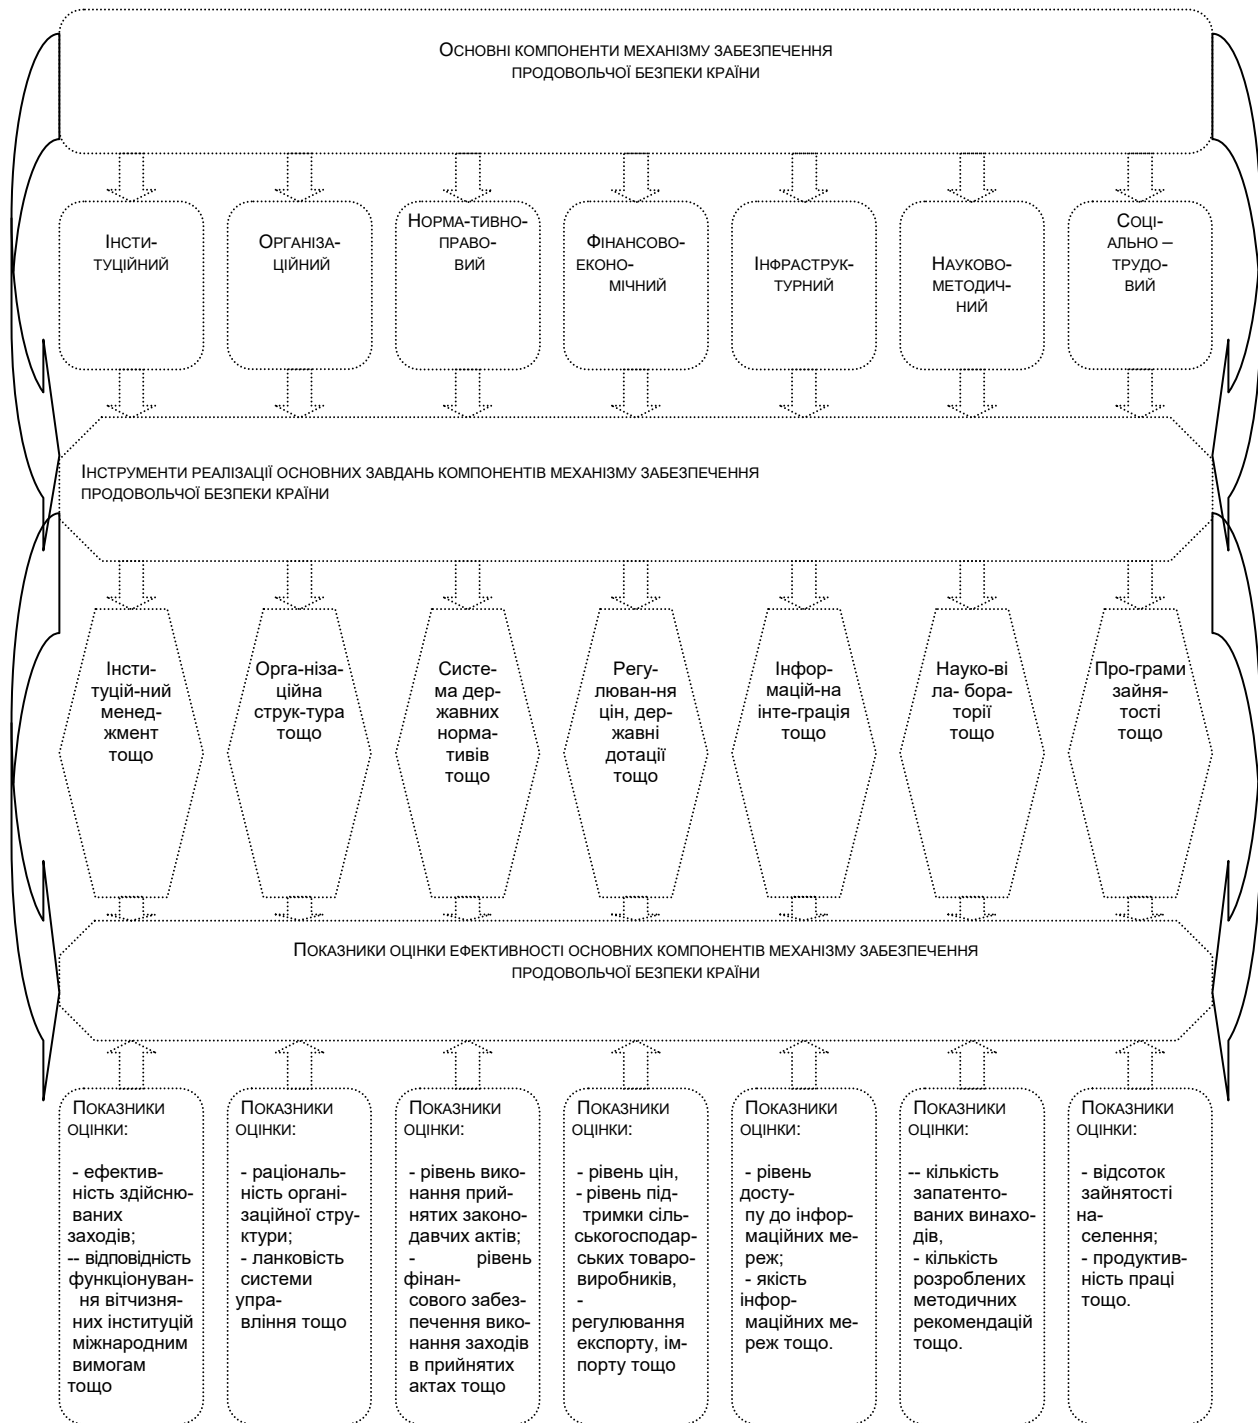 ОСНОВНІ КОМПОНЕНТИ МЕХАНІЗМУ ЗАБЕЗПЕЧЕННЯ
ПРОДОВОЛЬЧОЇ БЕЗПЕКИ КРАЇНИ
ІНСТИ-
ТУЦІЙНИЙ
ОРГАНІЗА-
ЦІЙНИЙ
НОРМА-ТИВНО-
ПРАВО-
ВИЙ
ФІНАНСОВО-
ЕКОНО-
МІЧНИЙ
ІНФРАСТРУК-
ТУРНИЙ
НАУКОВО-
МЕТОДИЧ-
НИЙ
СОЦІ-
АЛЬНО –
ТРУДО-
ВИЙ
ІНСТРУМЕНТИ РЕАЛІЗАЦІЇ ОСНОВНИХ ЗАВДАНЬ КОМПОНЕНТІВ МЕХАНІЗМУ ЗАБЕЗПЕЧЕННЯ
ПРОДОВОЛЬЧОЇ БЕЗПЕКИ КРАЇНИ
Інсти-
туцій-ний
менед-
жмент
тощо
Орга-ніза-
ційна
струк-тура
тощо
Систе-
ма дер-
жавних
норма-
тивів
тощо
Регу-
люван-ня
цін, дер-
жавні
дотації
тощо
Інфор-
мацій-на
інте-грація
тощо
Науко-ві
ла- бора-
торії
тощо
Про-грами
зайня-
тості
тощо
ПОКАЗНИКИ ОЦІНКИ ЕФЕКТИВНОСТІ ОСНОВНИХ КОМПОНЕНТІВ МЕХАНІЗМУ ЗАБЕЗПЕЧЕННЯ
ПРОДОВОЛЬЧОЇ БЕЗПЕКИ КРАЇНИ
ПОКАЗНИКИ
ОЦІНКИ:
- ефектив-
ність здійсню-
ваних
заходів;
-- відповідність
функціонуван-
ня вітчизня-
них інституцій
міжнародним
вимогам
тощо
ПОКАЗНИКИ
ОЦІНКИ:
- раціональ-
ність органі-
заційної стру-
ктури;
- ланковість
системи
упра-
вління тощо
ПОКАЗНИКИ
ОЦІНКИ:
- рівень вико-
нання прий-
нятих законо-
давчих актів;
- рівень
фінан-
сового забез-
печення вико-
нання заходів
в прийнятих
актах тощо
ПОКАЗНИКИ
ОЦІНКИ:
- рівень цін,
- рівень під-
тримки сіль-
ськогосподар-
ських товаро-
виробників,
-
регулювання
експорту, ім-
порту тощо
ПОКАЗНИКИ
ОЦІНКИ:
- рівень
досту-
пу до інфор-
маційних ме-
реж;
- якість
інфор-
маційних ме-
реж тощо.
ПОКАЗНИКИ
ОЦІНКИ:
-- кількість
запатенто-
ваних винахо-
дів,
- кількість
розроблених
методичних
рекомендацій
тощо.
ПОКАЗНИКИ
ОЦІНКИ:
- відсоток
зайнятості
на-
селення;
- продуктив-
ність праці
тощо.